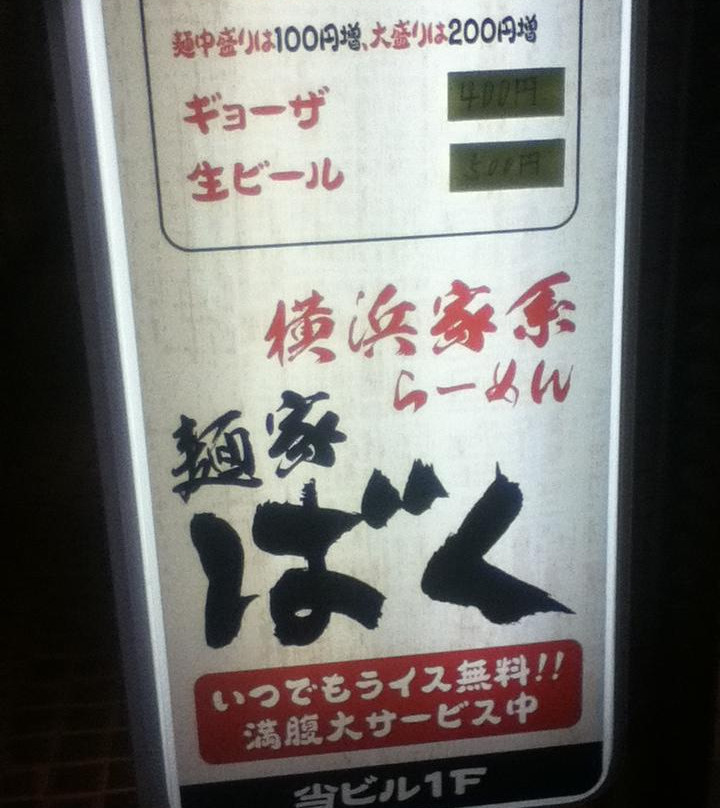 麺中盛りは100円増、大盛りは200円増
ギョーザ 400円
生ビール 500円
横浜家系
らーめん
麺家
ばく
いつでもライス無料!!
満腹大サービス中
当ビル1F